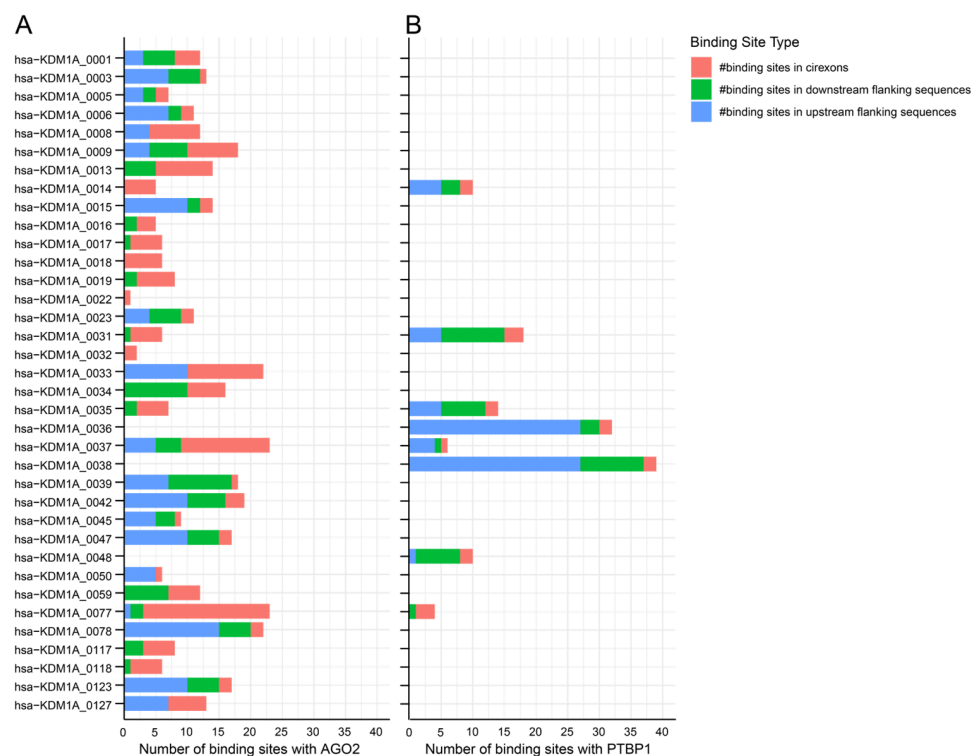 A
B
Binding Site Type
#binding sites in cirexons
#binding sites in downstream flanking sequences
#binding sites in upstream flanking sequences
hsa-KDM1A_0001
hsa-KDM1A_0003
hsa-KDM1A_0005
hsa-KDM1A_0006
hsa-KDM1A_0008
hsa-KDM1A_0009
hsa-KDM1A_0013
hsa-KDM1A_0014
hsa-KDM1A_0015
hsa-KDM1A_0016
hsa-KDM1A_0017
hsa-KDM1A_0018
hsa-KDM1A_0019
hsa-KDM1A_0022
hsa-KDM1A_0023
hsa-KDM1A_0031
hsa-KDM1A_0032
hsa-KDM1A_0033
hsa-KDM1A_0034
hsa-KDM1A_0035
hsa-KDM1A_0036
hsa-KDM1A_0037
hsa-KDM1A_0038
hsa-KDM1A_0039
hsa-KDM1A_0042
hsa-KDM1A_0045
hsa-KDM1A_0047
hsa-KDM1A_0048
hsa-KDM1A_0050
hsa-KDM1A_0059
hsa-KDM1A_0077
hsa-KDM1A_0078
hsa-KDM1A_0117
hsa-KDM1A_0118
hsa-KDM1A_0123
hsa-KDM1A_0127
0 5 10 15 20 25 30 35 40
0 5 10 15 20 25 30 35 40
Number of binding sites with AGO2
Number of binding sites with PTBP1